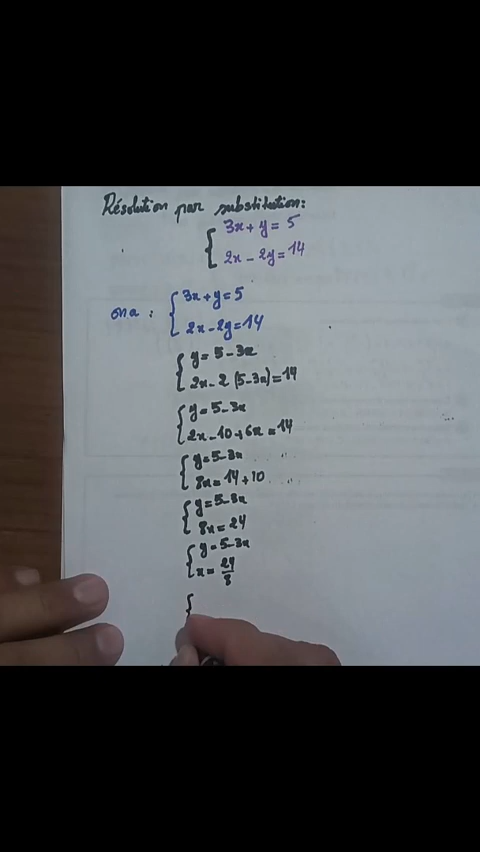 Résolution par substitution:
3x + y = 5
2x - 2y = 14
on a : 3x + y = 5
2x - 2y = 14
y = 5 - 3x
2x - 2 (5 - 3x) = 14
y = 5 - 3x
2x - 10 + 6x = 14
y = 5 - 3x
8x = 14 + 10
y = 5 - 3x
8x = 24
y = 5 - 3x
x = 24/8